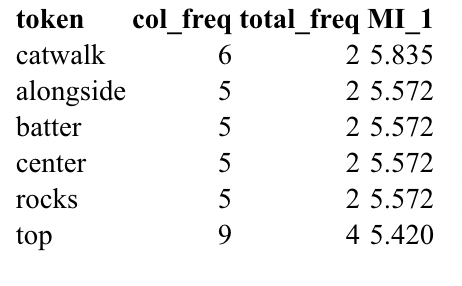 token col_freq total_freq MI_1
catwalk 6 2 5.835
alongside 5 2 5.572
batter 5 2 5.572
center 5 2 5.572
rocks 5 2 5.572
top 9 4 5.420